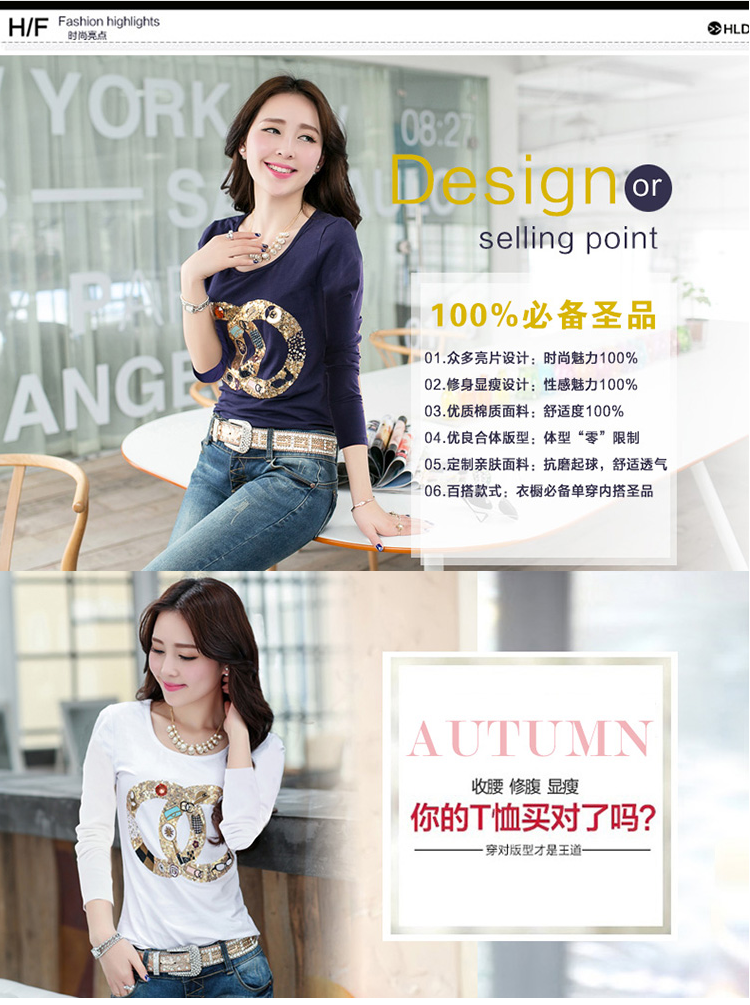 H/F Fashion highlights
时尚亮点
HLD
YORK
08:27
Design or
selling point
100%必备圣品
01.众多亮片设计：时尚魅力100%
02.修身显瘦设计：性感魅力100%
03.优质棉质面料：舒适度100%
04.优良合体版型：体型“零”限制
05.定制亲肤面料：抗磨起球，舒适透气
06.百搭款式：衣橱必备单穿内搭圣品
ANGE
AUTUMN
收腰 修腹 显瘦
你的T恤买对了吗?
穿对版型才是王道